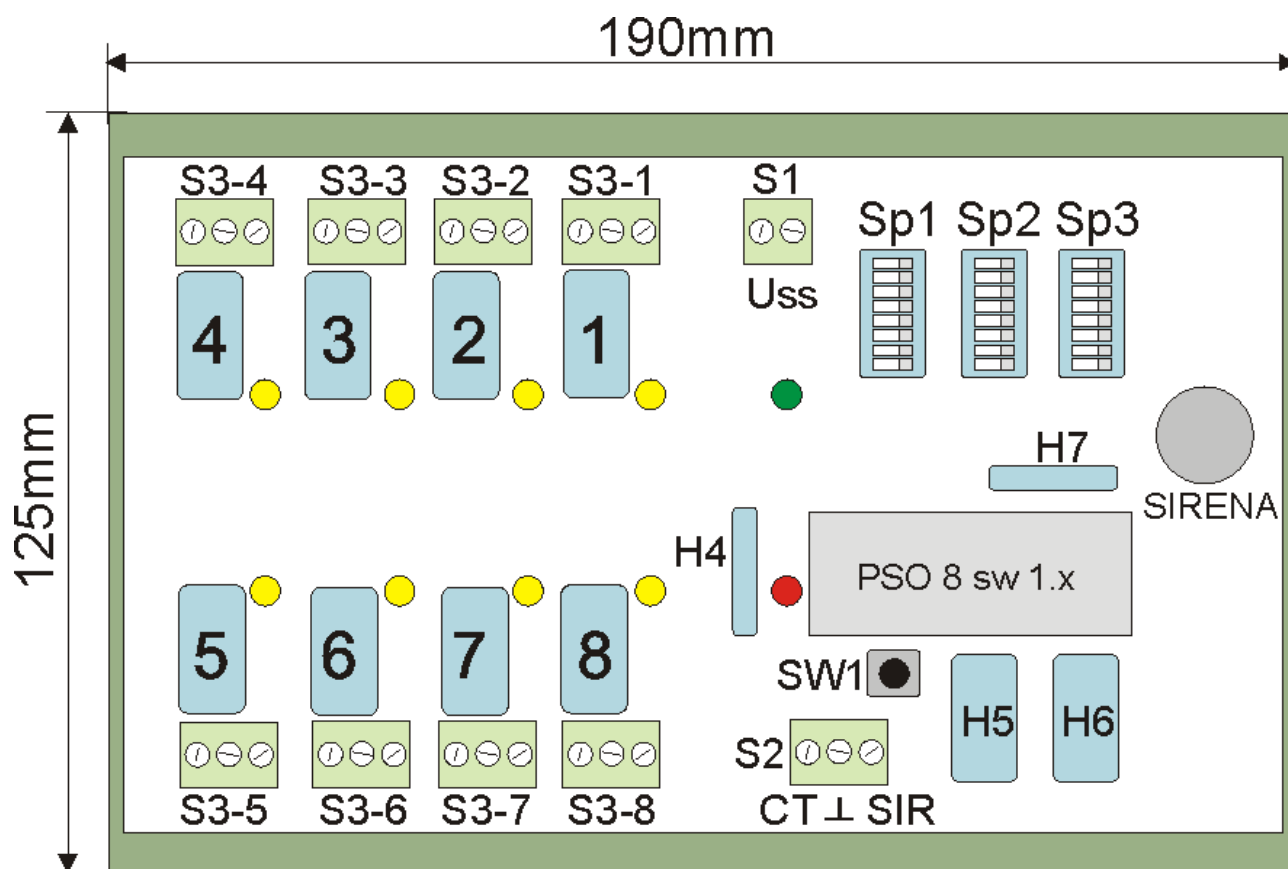 190mm
125mm
S3-4 S3-3 S3-2 S3-1 S1
Sp1 Sp2 Sp3
Uss
4 3 2 1
H7
SIRENA
H4
PSO 8 sw 1.x
5 6 7 8
SW1
H5 H6
S2
S3-5 S3-6 S3-7 S3-8
CT ⊥ SIR